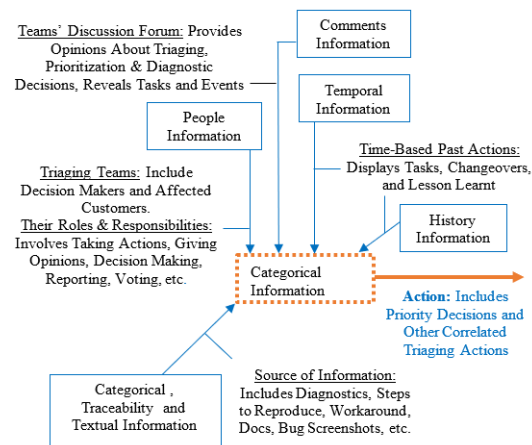 Teams’ Discussion Forum: Provides
Opinions About Triaging,
Prioritization & Diagnostic
Decisions, Reveals Tasks and Events
Comments
Information
Temporal
Information
People
Information
Time-Based Past Actions:
Displays Tasks, Changeovers,
and Lesson Learnt
Triaging Teams: Include
Decision Makers and Affected
Customers.
Their Roles & Responsibilities:
Involves Taking Actions, Giving
Opinions, Decision Making,
Reporting, Voting, etc.
History
Information
Categorical
Information
Action: Includes
Priority Decisions and
Other Correlated
Triaging Actions
Categorical ,
Traceability and
Textual Information
Source of Information:
Includes Diagnostics, Steps
to Reproduce, Workaround,
Docs, Bug Screenshots, etc.